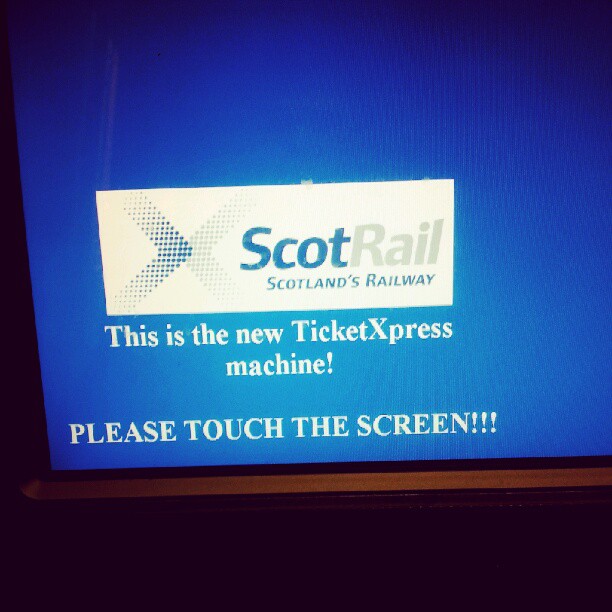 ScotRail
SCOTLAND'S RAILWAY
This is the new TicketXpress
machine!
PLEASE TOUCH THE SCREEN!!!